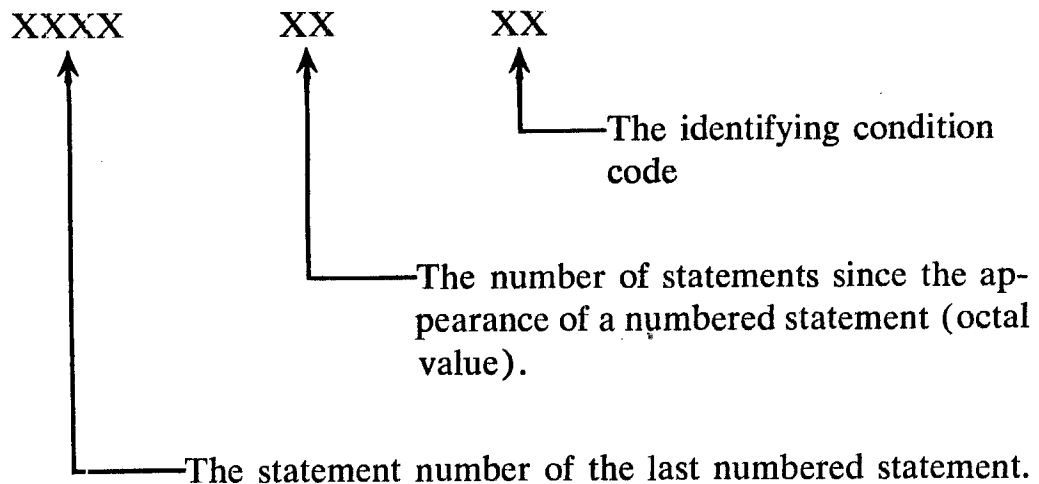 XXXX XX XX
The identifying condition
code
The number of statements since the ap-
pearance of a numbered statement (octal
value).
The statement number of the last numbered statement.